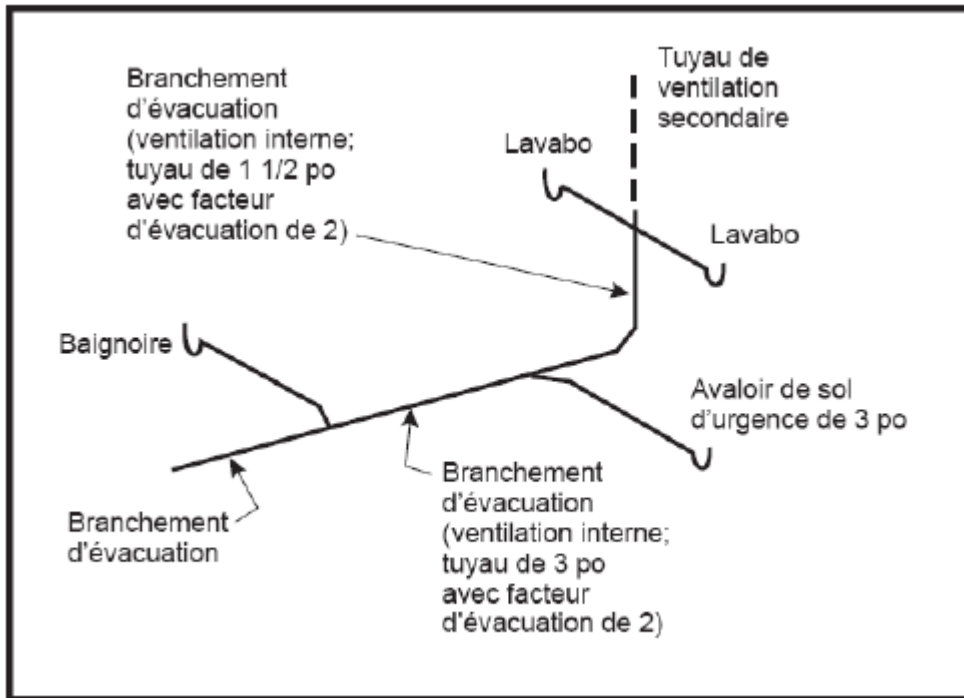 Branchement
d'évacuation
(ventilation interne;
tuyau de 1 1/2 po
avec facteur
d'évacuation de 2)
Tuyau de
ventilation
secondaire
Lavabo
Lavabo
Baignoire
Avaloir de sol
d'urgence de 3 po
Branchement
d'évacuation
Branchement
d'évacuation
(ventilation interne;
tuyau de 3 po
avec facteur
d'évacuation de 2)